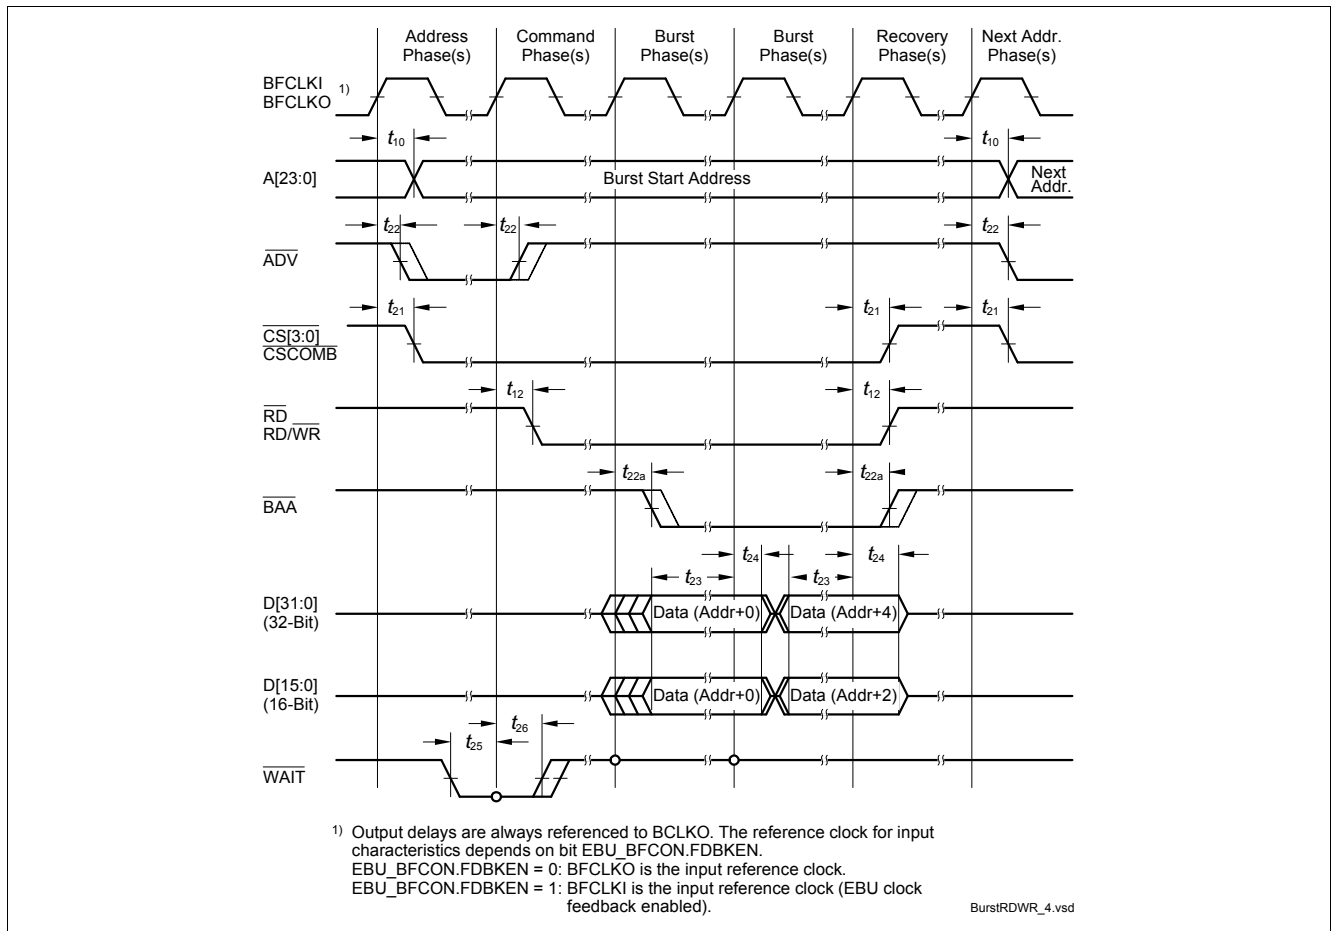 Address Phase(s)
Command Phase(s)
Burst Phase(s)
Burst Phase(s)
Recovery Phase(s)
Next Addr. Phase(s)
BFCLKI
BFCLKO 1)
t10
t10
A[23:0]
Burst Start Address
Next Addr.
t22
t22
t22
ADV
t21
t21
t21
CS[3:0]
CSCOMB
t12
t12
RD
RD/WR
t22a
t22a
BAA
t24
t24
t23
t23
D[31:0]
(32-Bit)
Data (Addr+0)
Data (Addr+4)
D[15:0]
(16-Bit)
Data (Addr+0)
Data (Addr+2)
t26
t25
WAIT
1) Output delays are always referenced to BCLKO. The reference clock for input
characteristics depends on bit EBU_BFCON.FDBKEN.
EBU_BFCON.FDBKEN = 0: BFCLKO is the input reference clock.
EBU_BFCON.FDBKEN = 1: BFCLKI is the input reference clock (EBU clock
feedback enabled).
BurstRDWR_4.vsd